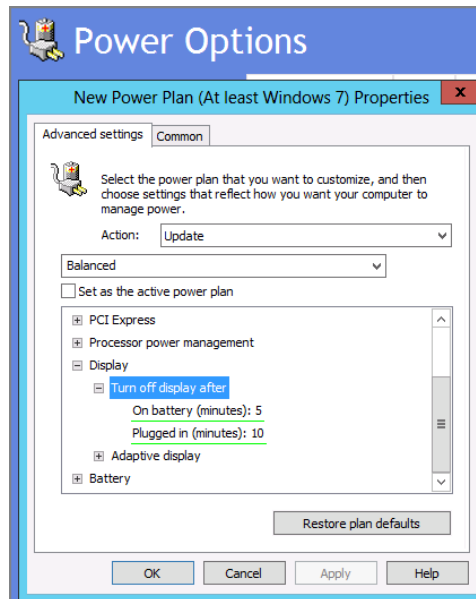 Power Options
New Power Plan (At least Windows 7) Properties
x
Advanced settings
Common
Select the power plan that you want to customize, and then
choose settings that reflect how you want your computer to
manage power.
Action:
Update
Balanced
Set as the active power plan
PCI Express
Processor power management
Display
Turn off display after
On battery (minutes): 5
Plugged in (minutes): 10
Adaptive display
Battery
Restore plan defaults
OK
Cancel
Apply
Help